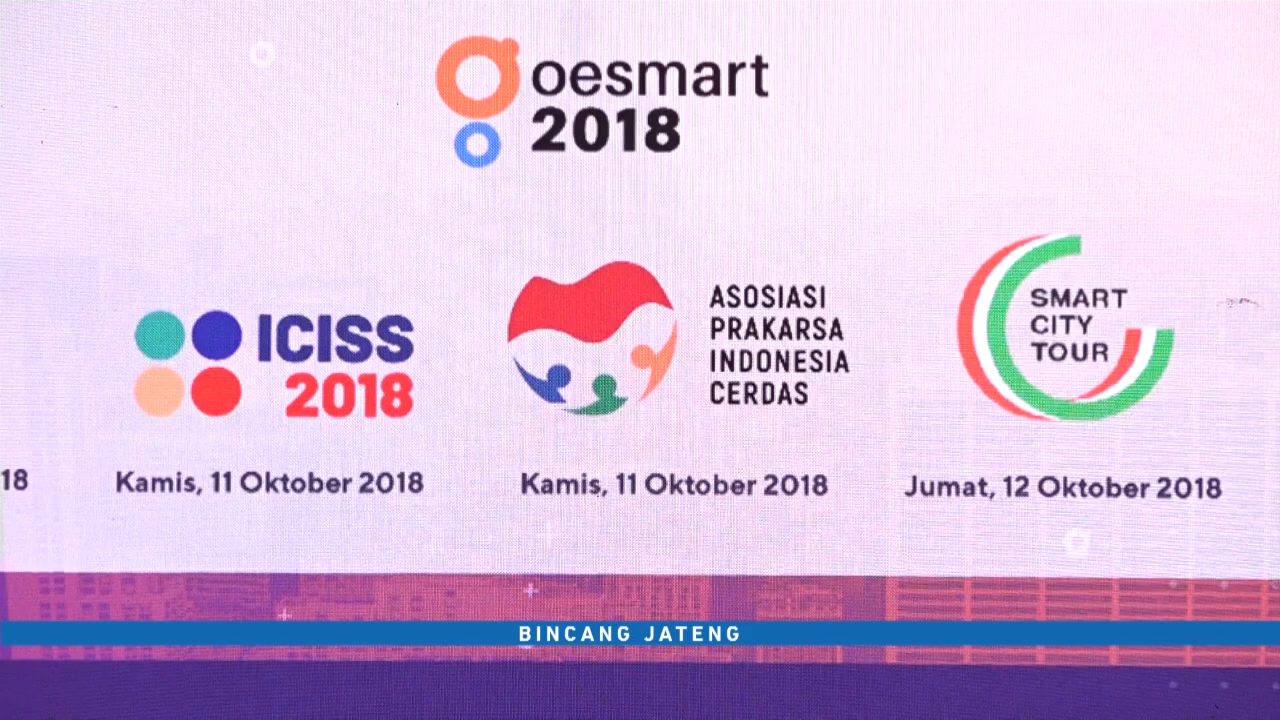 goesmart
2018
ICISS
2018
ASOSIASI
PRAKARSA
INDONESIA
CERDAS
SMART
CITY
TOUR
18
Kamis, 11 Oktober 2018
Kamis, 11 Oktober 2018
Jumat, 12 Oktober 2018
BINCANG JATENG